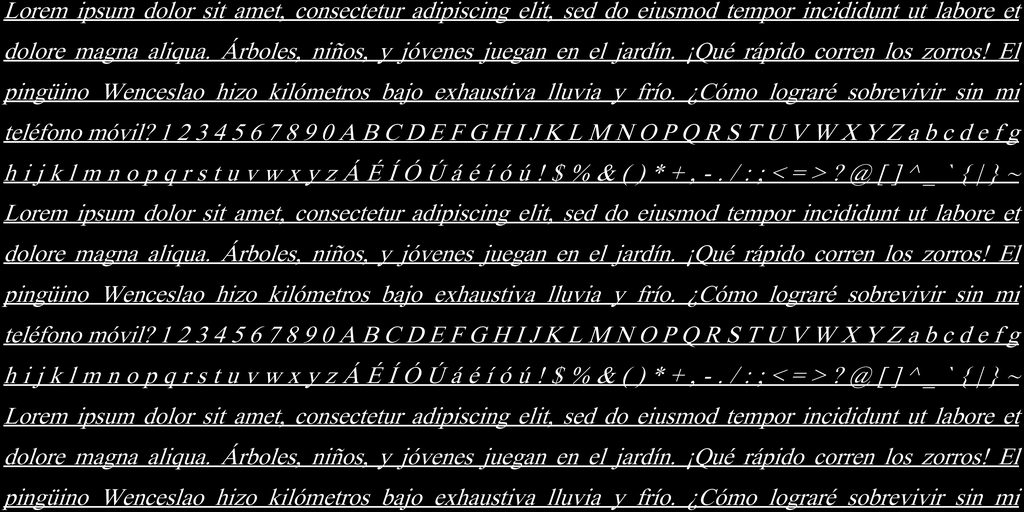 Lorem ipsum dolor sit amet, consectetur adipiscing elit, sed do eiusmod tempor incididunt ut labore et
dolore magna aliqua. Árboles, niños, y jóvenes juegan en el jardín. ¡Qué rápido corren los zorros! El
pingüino Wenceslao hizo kilómetros bajo exhaustiva lluvia y frío. ¿Cómo lograré sobrevivir sin mi
teléfono móvil? 1 2 3 4 5 6 7 8 9 0 A B C D E F G H I J K L M N O P Q R S T U V W X Y Z a b c d e f g
h i j k l m n o p q r s t u v w x y z Á É Í Ó Ú á é í ó ú ! $ % & ( ) * + , - . / : ; < = > ? @ [ ] ^ _ ` { | } ~
Lorem ipsum dolor sit amet, consectetur adipiscing elit, sed do eiusmod tempor incididunt ut labore et
dolore magna aliqua. Árboles, niños, y jóvenes juegan en el jardín. ¡Qué rápido corren los zorros! El
pingüino Wenceslao hizo kilómetros bajo exhaustiva lluvia y frío. ¿Cómo lograré sobrevivir sin mi
teléfono móvil? 1 2 3 4 5 6 7 8 9 0 A B C D E F G H I J K L M N O P Q R S T U V W X Y Z a b c d e f g
h i j k l m n o p q r s t u v w x y z Á É Í Ó Ú á é í ó ú ! $ % & ( ) * + , - . / : ; < = > ? @ [ ] ^ _ ` { | } ~
Lorem ipsum dolor sit amet, consectetur adipiscing elit, sed do eiusmod tempor incididunt ut labore et
dolore magna aliqua. Árboles, niños, y jóvenes juegan en el jardín. ¡Qué rápido corren los zorros! El
pingüino Wenceslao hizo kilómetros bajo exhaustiva lluvia y frío. ¿Cómo lograré sobrevivir sin mi